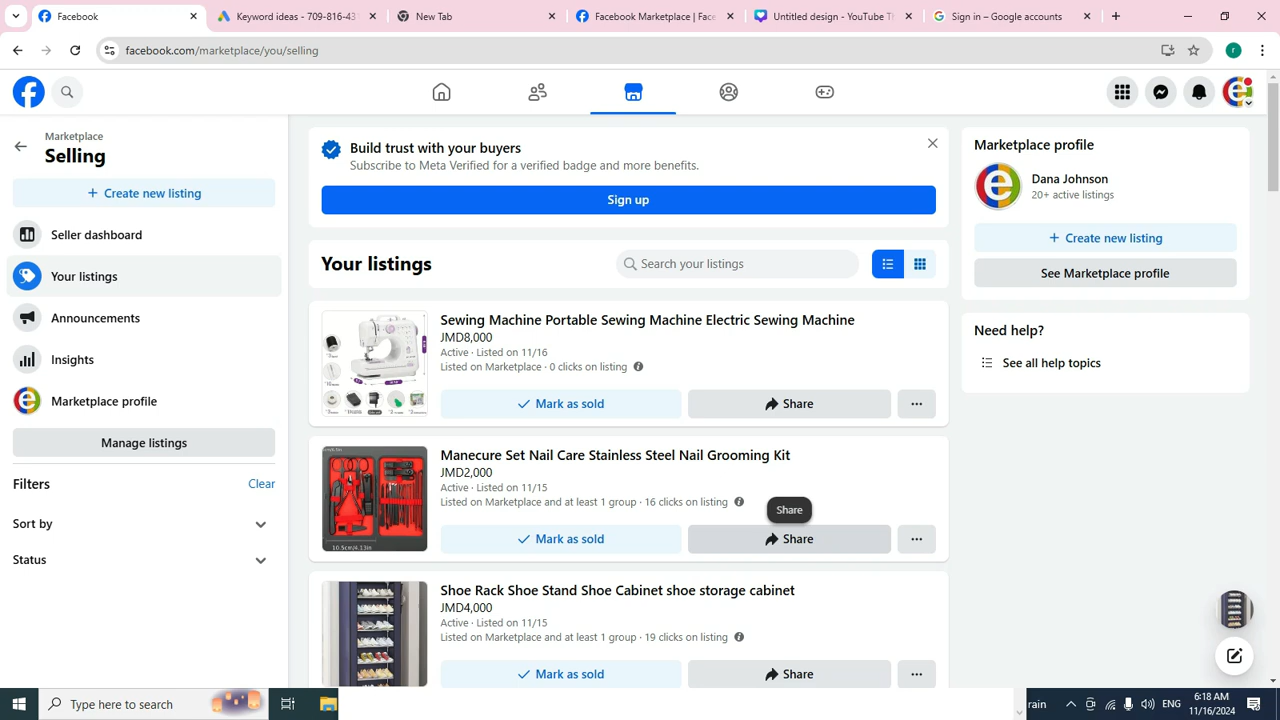 Facebook
Keyword ideas - 709-816-43
New Tab
Facebook Marketplace | Fac
Untitled design - YouTube T
Sign in – Google accounts
facebook.com/marketplace/you/selling
r
Marketplace
Selling
+ Create new listing
Seller dashboard
Your listings
Announcements
Insights
Marketplace profile
Manage listings
Filters
Clear
Sort by
Status
Build trust with your buyers
Subscribe to Meta Verified for a verified badge and more benefits.
Sign up
Your listings
Search your listings
Sewing Machine Portable Sewing Machine Electric Sewing Machine
JMD8,000
Active · Listed on 11/16
Listed on Marketplace · 0 clicks on listing
Mark as sold
Share
Manecure Set Nail Care Stainless Steel Nail Grooming Kit
JMD2,000
Active · Listed on 11/15
Listed on Marketplace and at least 1 group · 16 clicks on listing
Share
10.5cm/4.13in
Mark as sold
Share
Shoe Rack Shoe Stand Shoe Cabinet shoe storage cabinet
JMD4,000
Active · Listed on 11/15
Listed on Marketplace and at least 1 group · 19 clicks on listing
Mark as sold
Share
Marketplace profile
Dana Johnson
20+ active listings
+ Create new listing
See Marketplace profile
Need help?
See all help topics
Type here to search
rain
ENG
6:18 AM
11/16/2024